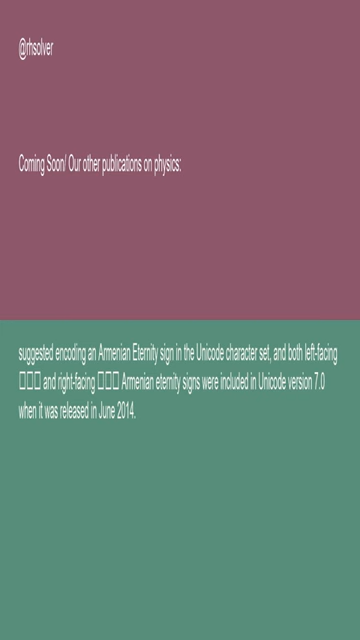 @rhsolver
Coming Soon/ Our other publications on physics:
suggested encoding an Armenian Eternity sign in the Unicode character set, and both left-facing
□□□ and right-facing □□□ Armenian eternity signs were included in Unicode version 7.0
when it was released in June 2014.